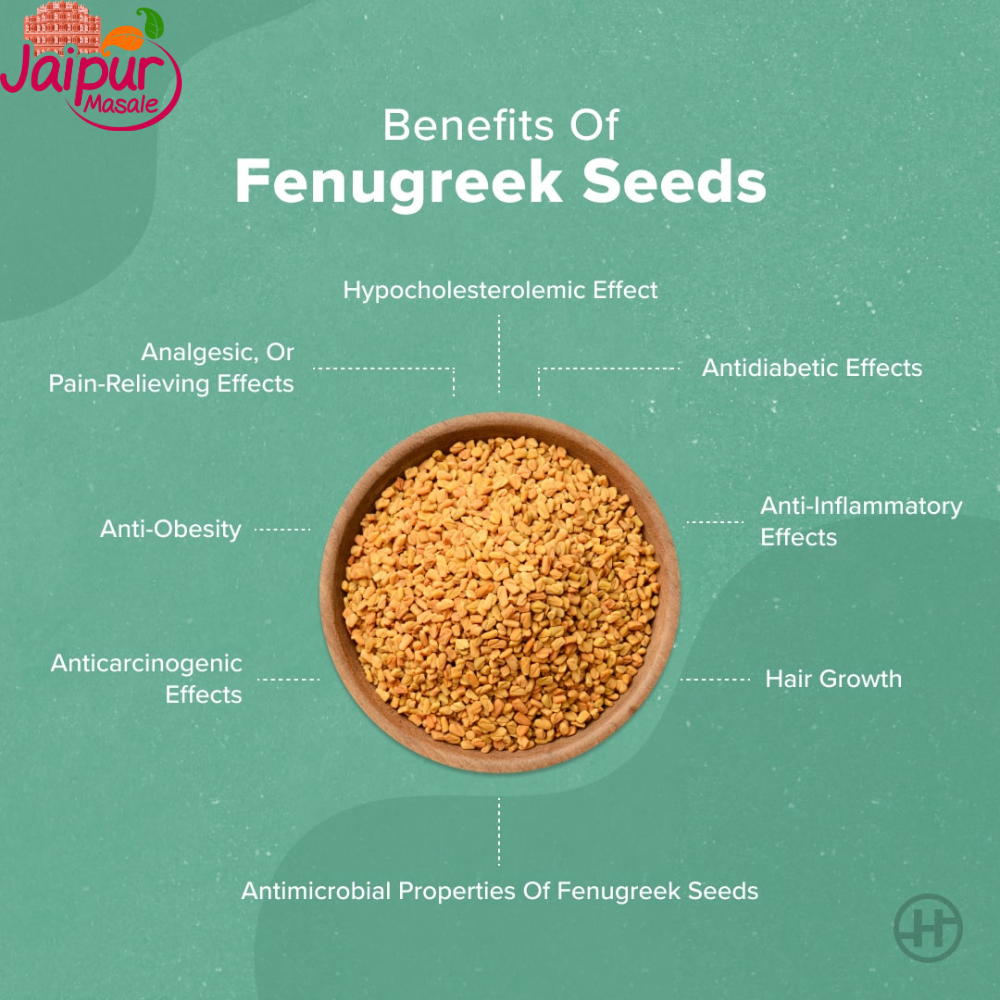 Jaipur
Masale
Benefits Of
Fenugreek Seeds
Hypocholesterolemic Effect
Analgesic, Or
Pain-Relieving Effects
Antidiabetic Effects
Anti-Obesity
Anti-Inflammatory
Effects
Anticarcinogenic
Effects
Hair Growth
Antimicrobial Properties Of Fenugreek Seeds
H